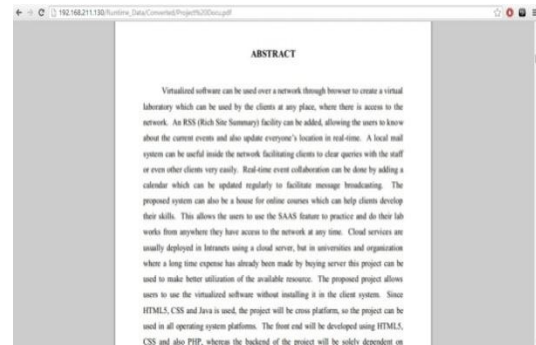 192.168.211.130/Runtime_Data/Converted/Project%20Docu.pdf
ABSTRACT
Virtualized software can be used over a network through browser to create a virtual
laboratory which can be used by the clients at any place, where there is access to the
network. An RSS (Rich Site Summary) facility can be added, allowing the users to know
about the current events and also update everyone's location in real-time. A local mail
system can be useful inside the network facilitating clients to clear queries with the staff
or even other clients very easily. Real-time event collaboration can be done by adding a
calendar which can be updated regularly to facilitate message broadcasting. The
proposed system can also be a house for online courses which can help clients develop
their skills. This allows the users to use the SAAS feature to practice and do their lab
works from anywhere they have access to the network at any time. Cloud services are
usually deployed in Intranets using a cloud server, but in universities and organization
where a long time expense has already been made by buying server this project can be
used to make better utilization of the available resource. The proposed project allows
users to use the virtualized software without installing it in the client system. Since
HTML5, CSS and Java is used, the project will be cross platform, so the project can be
used in all operating system platforms. The front end will be developed using HTML5,
CSS and also PHP, whereas the backend of the project will be solely dependent on